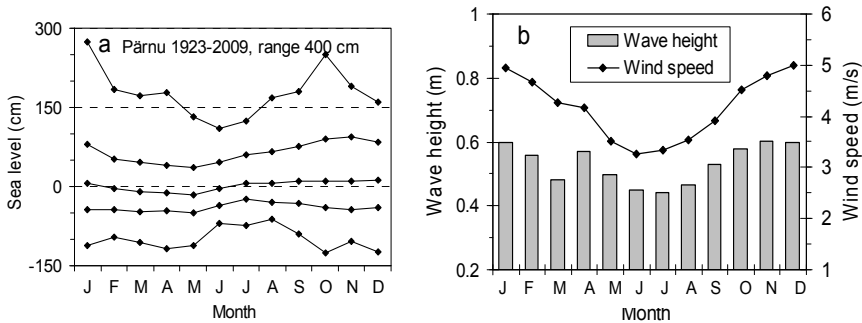 a Pärnu 1923-2009, range 400 cm
300
150
0
-150
Sea level (cm)
J F M A M J J A S O N D
Month
b
Wave height
Wind speed
1
0.8
0.6
0.4
0.2
Wave height (m)
6
5
4
3
2
1
Wind speed (m/s)
J F M A M J J A S O N D
Month